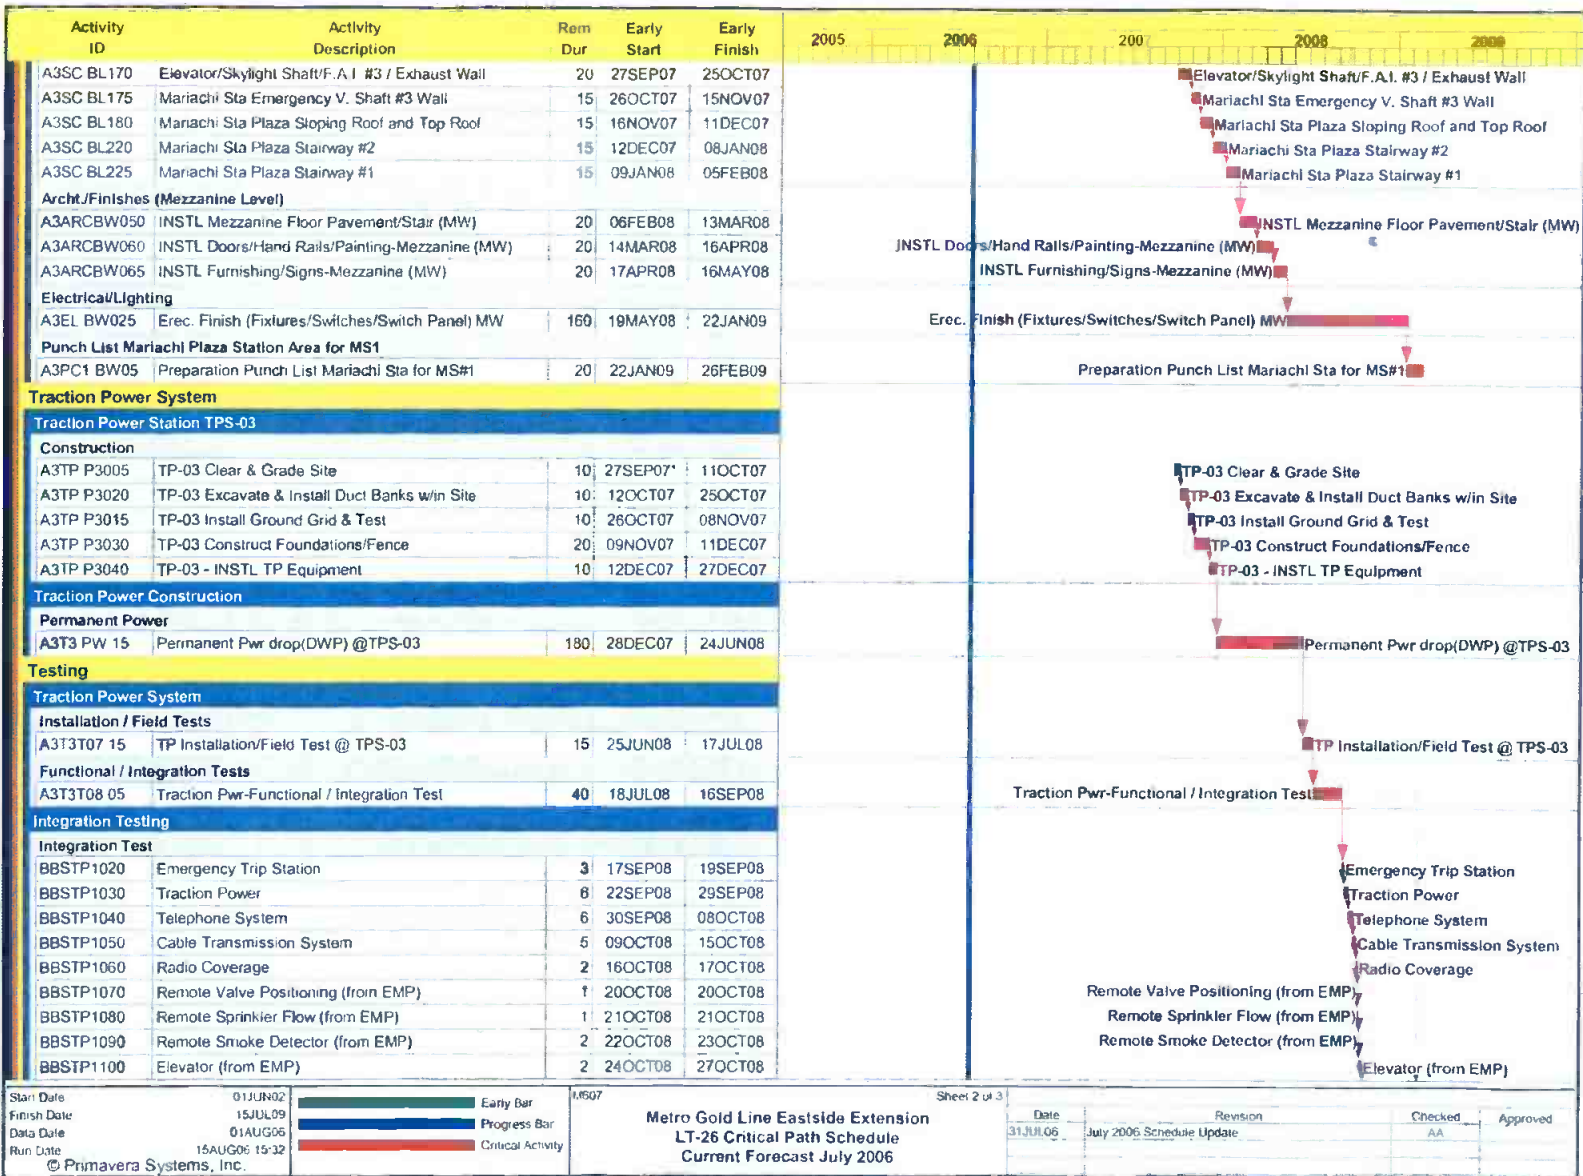 Activity ID Activity Description Rem Dur Early Start Early Finish 2005 2006 2007 2008 2009
A3SC BL170 Elevator/Skylight Shaft/F.A.I. #3 / Exhaust Wall 20 27SEP07 25OCT07 Elevator/Skylight Shaft/F.A.I. #3 / Exhaust Wall
A3SC BL175 Mariachi Sta Emergency V. Shaft #3 Wall 15 26OCT07 15NOV07 Mariachi Sta Emergency V. Shaft #3 Wall
A3SC BL180 Mariachi Sta Plaza Sloping Roof and Top Roof 15 16NOV07 11DEC07 Mariachi Sta Plaza Sloping Roof and Top Roof
A3SC BL220 Mariachi Sta Plaza Stairway #2 15 12DEC07 08JAN08 Mariachi Sta Plaza Stairway #2
A3SC BL225 Mariachi Sta Plaza Stairway #1 15 09JAN08 05FEB08 Mariachi Sta Plaza Stairway #1
Archt./Finishes (Mezzanine Level)
A3ARCBW050 INSTL Mezzanine Floor Pavement/Stair (MW) 20 06FEB08 13MAR08 INSTL Mezzanine Floor Pavement/Stair (MW)
A3ARCBW060 INSTL Doors/Hand Rails/Painting-Mezzanine (MW) 20 14MAR08 16APR08 INSTL Doors/Hand Rails/Painting-Mezzanine (MW)
A3ARCBW065 INSTL Furnishing/Signs-Mezzanine (MW) 20 17APR08 16MAY08 INSTL Furnishing/Signs-Mezzanine (MW)
Electrical/Lighting
A3EL BW025 Erec. Finish (Fixtures/Switches/Switch Panel) MW 160 19MAY08 22JAN09 Erec. Finish (Fixtures/Switches/Switch Panel) MW
Punch List Mariachi Plaza Station Area for MS1
A3PC1 BW05 Preparation Punch List Mariachi Sta for MS#1 20 22JAN09 26FEB09 Preparation Punch List Mariachi Sta for MS#1
Traction Power System
Traction Power Station TPS-03
Construction
A3TP P3005 TP-03 Clear & Grade Site 10 27SEP07* 11OCT07 TP-03 Clear & Grade Site
A3TP P3020 TP-03 Excavate & Install Duct Banks w/in Site 10 12OCT07 25OCT07 TP-03 Excavate & Install Duct Banks w/in Site
A3TP P3015 TP-03 Install Ground Grid & Test 10 26OCT07 08NOV07 TP-03 Install Ground Grid & Test
A3TP P3030 TP-03 Construct Foundations/Fence 20 09NOV07 11DEC07 TP-03 Construct Foundations/Fence
A3TP P3040 TP-03 - INSTL TP Equipment 10 12DEC07 27DEC07 TP-03 - INSTL TP Equipment
Traction Power Construction
Permanent Power
A3T3 PW 15 Permanent Pwr drop(DWP) @TPS-03 180 28DEC07 24JUN08 Permanent Pwr drop(DWP) @TPS-03
Testing
Traction Power System
Installation / Field Tests
A3T3T07 15 TP Installation/Field Test @ TPS-03 15 25JUN08 17JUL08 TP Installation/Field Test @ TPS-03
Functional / Integration Tests
A3T3T08 05 Traction Pwr-Functional / Integration Test 40 18JUL08 16SEP08 Traction Pwr-Functional / Integration Test
Integration Testing
Integration Test
BBSTP1020 Emergency Trip Station 3 17SEP08 19SEP08 Emergency Trip Station
BBSTP1030 Traction Power 6 22SEP08 29SEP08 Traction Power
BBSTP1040 Telephone System 6 30SEP08 08OCT08 Telephone System
BBSTP1050 Cable Transmission System 5 09OCT08 15OCT08 Cable Transmission System
BBSTP1060 Radio Coverage 2 16OCT08 17OCT08 Radio Coverage
BBSTP1070 Remote Valve Positioning (from EMP) 1 20OCT08 20OCT08 Remote Valve Positioning (from EMP)
BBSTP1080 Remote Sprinkler Flow (from EMP) 1 21OCT08 21OCT08 Remote Sprinkler Flow (from EMP)
BBSTP1090 Remote Smoke Detector (from EMP) 2 22OCT08 23OCT08 Remote Smoke Detector (from EMP)
BBSTP1100 Elevator (from EMP) 2 24OCT08 27OCT08 Elevator (from EMP)
Start Date 01JUN02
Finish Date 15JUL09
Data Date 01AUG06
Run Date 15AUG06 15:32
© Primavera Systems, Inc.
Early Bar
Progress Bar
Critical Activity
Sheet 2 of 3
Metro Gold Line Eastside Extension
LT-26 Critical Path Schedule
Current Forecast July 2006
Date Revision Checked Approved
31JUL06 July 2006 Schedule Update AA